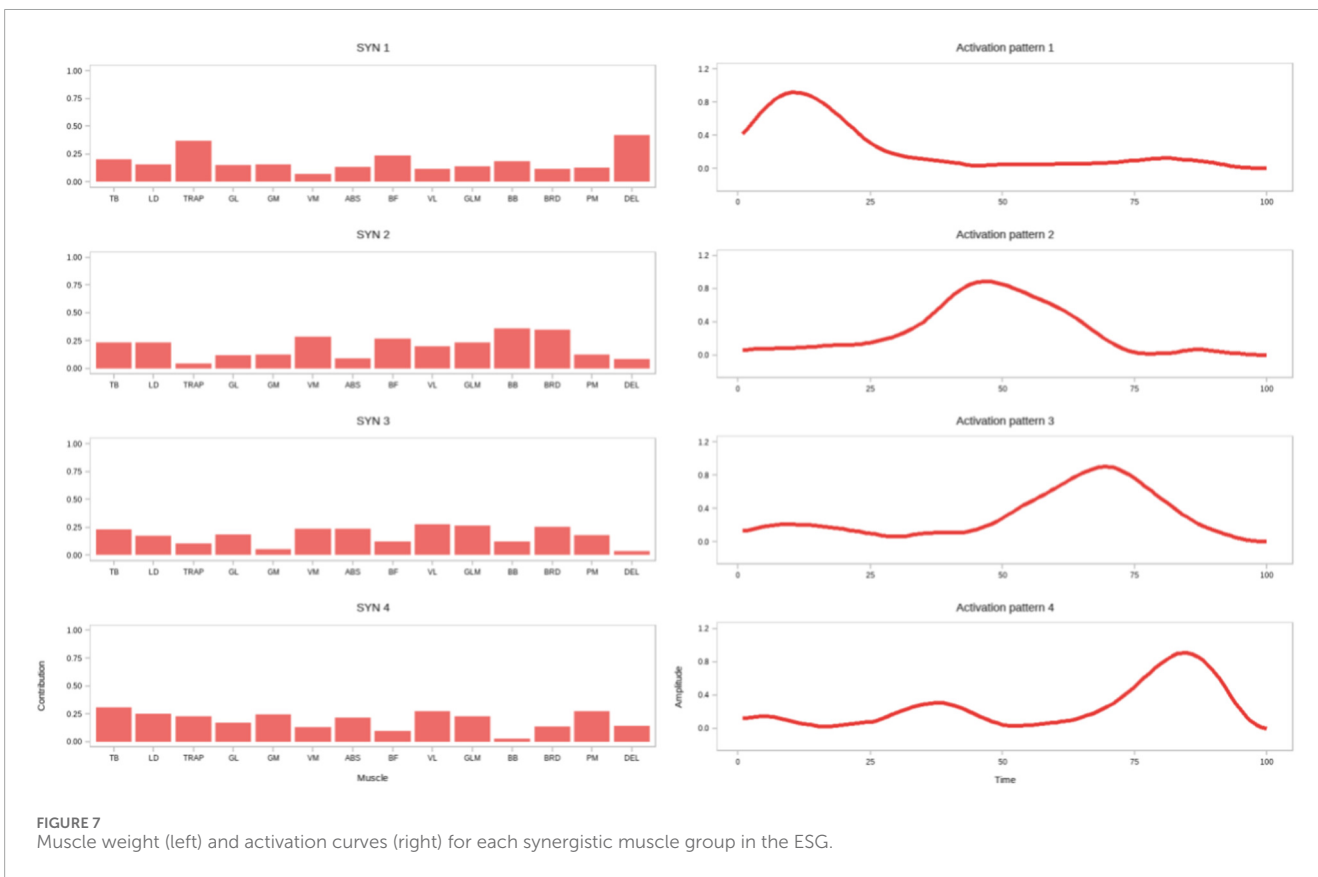 SYN 1
1.00
0.75
0.50
0.25
0.00
TB LD TRAP GL GM VM ABS BF VL GLM BB BRD PM DEL
Activation pattern 1
1.2
0.8
0.4
0.0
0 25 50 75 100
SYN 2
1.00
0.75
0.50
0.25
0.00
TB LD TRAP GL GM VM ABS BF VL GLM BB BRD PM DEL
Activation pattern 2
1.2
0.8
0.4
0.0
0 25 50 75 100
SYN 3
1.00
0.75
0.50
0.25
0.00
TB LD TRAP GL GM VM ABS BF VL GLM BB BRD PM DEL
Activation pattern 3
1.2
0.8
0.4
0.0
0 25 50 75 100
SYN 4
1.00
0.75
0.50
0.25
0.00
Contribution
TB LD TRAP GL GM VM ABS BF VL GLM BB BRD PM DEL
Muscle
Activation pattern 4
1.2
0.8
0.4
0.0
Amplitude
0 25 50 75 100
Time
FIGURE 7
Muscle weight (left) and activation curves (right) for each synergistic muscle group in the ESG.